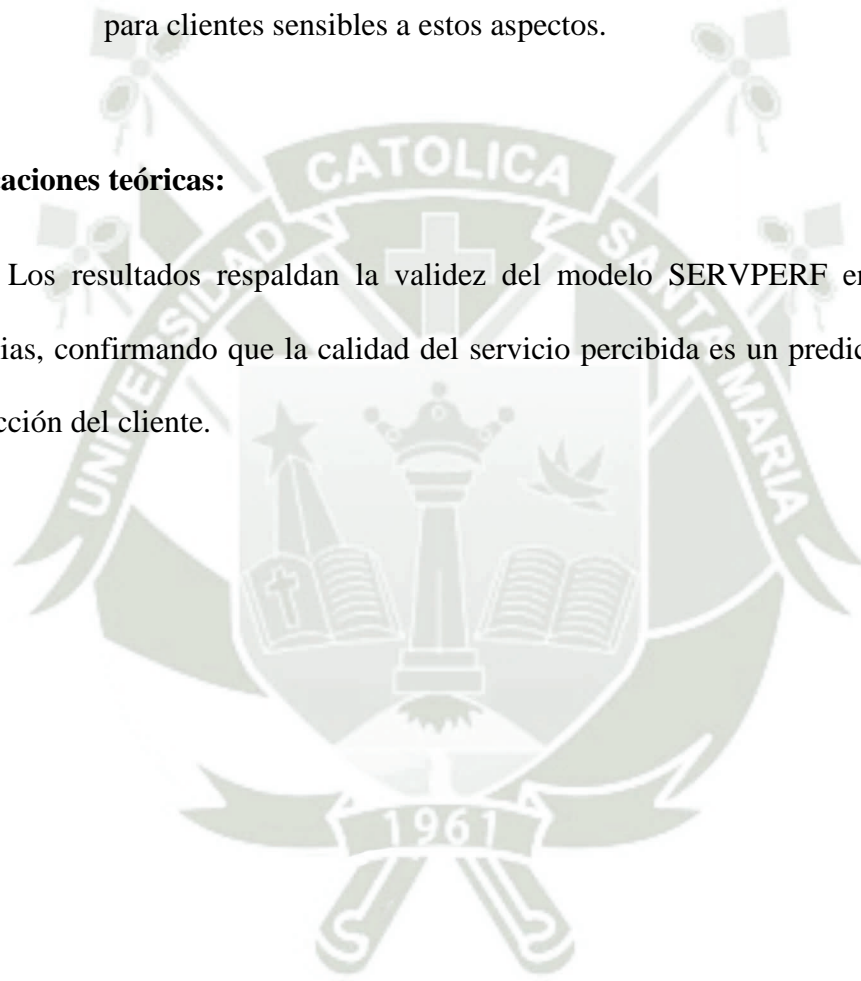 para clientes sensibles a estos aspectos.
caciones teóricas:
Los resultados respaldan la validez del modelo SERVPERF en
ias, confirmando que la calidad del servicio percibida es un predic
cción del cliente.
UNIVERSIDAD CATOLICA SANTA MARIA
1961